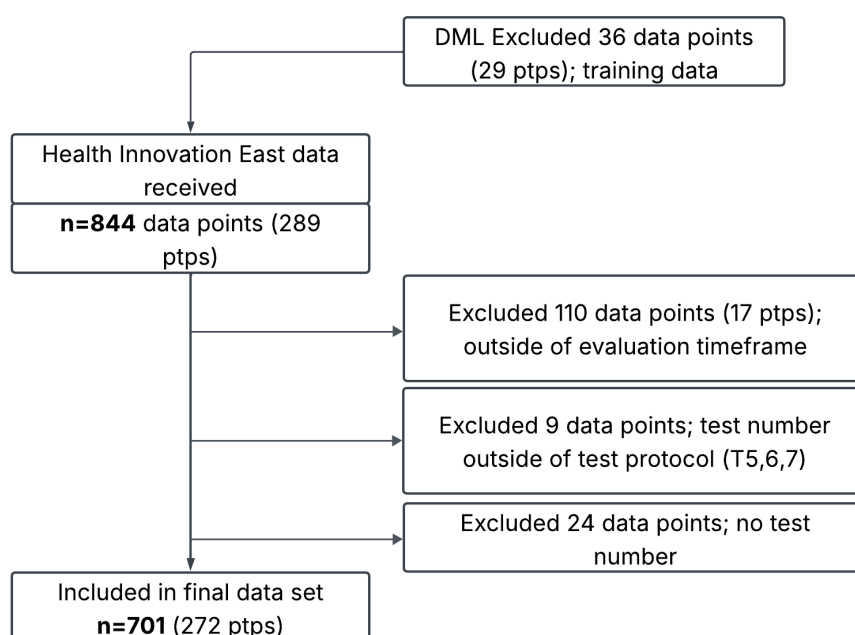 DML Excluded 36 data points
(29 ptps); training data
Health Innovation East data
received
n=844 data points (289
ptps)
Excluded 110 data points (17 ptps);
outside of evaluation timeframe
Excluded 9 data points; test number
outside of test protocol (T5,6,7)
Excluded 24 data points; no test
number
Included in final data set
n=701 (272 ptps)